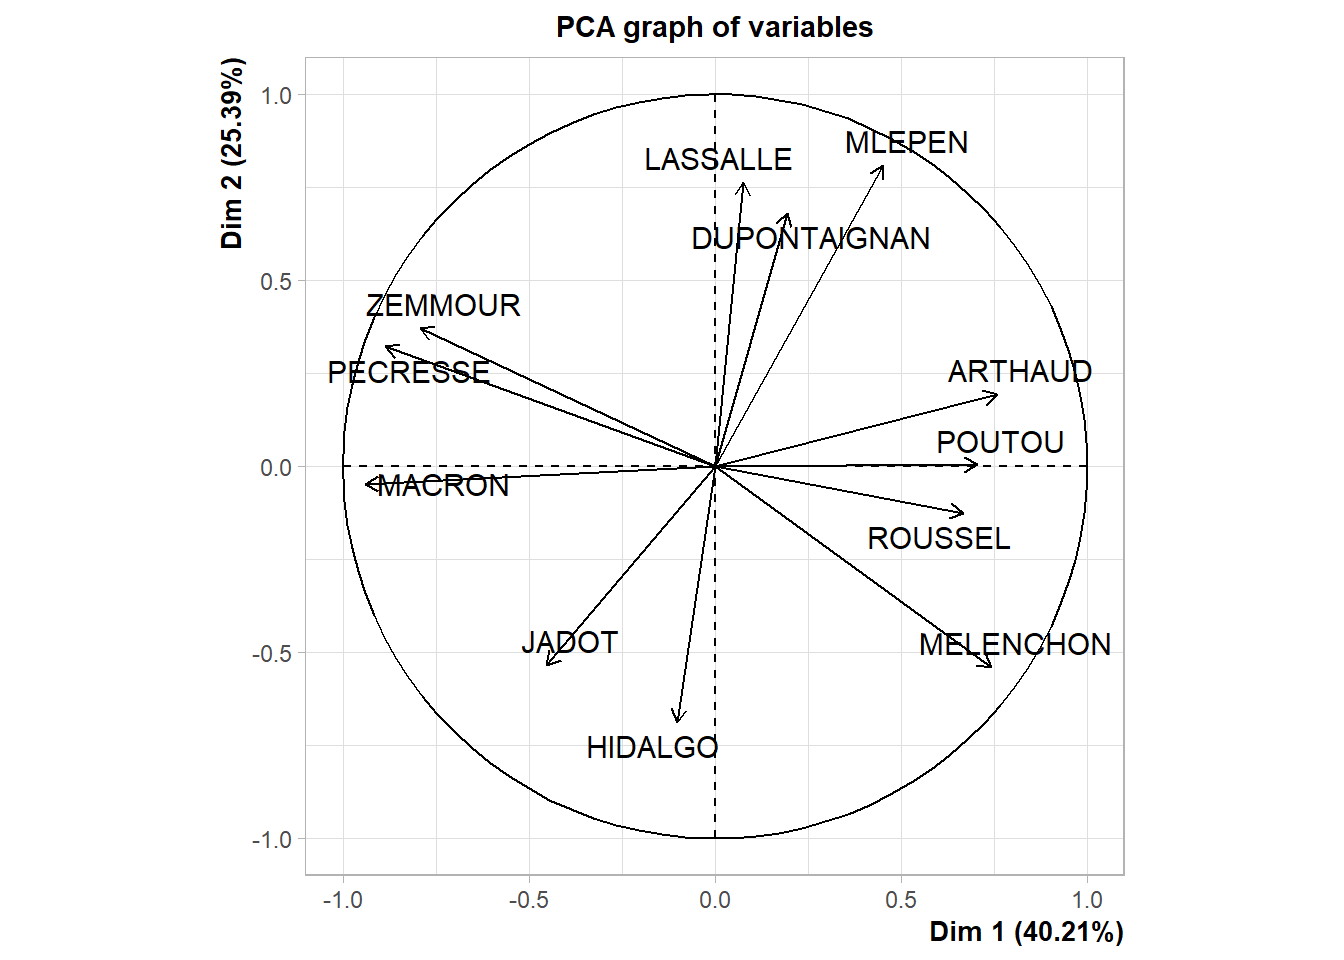 PCA graph of variables
Dim 2 (25.39%)
1.0
0.5
0.0
-0.5
-1.0
MLEPEN
LASSALLE
DUPONTAIGNAN
ZEMMOUR
PECRESSE
ARTHAUD
POUTOU
MACRON
ROUSSEL
JADOT
MELENCHON
HIDALGO
-1.0
-0.5
0.0
0.5
1.0
Dim 1 (40.21%)